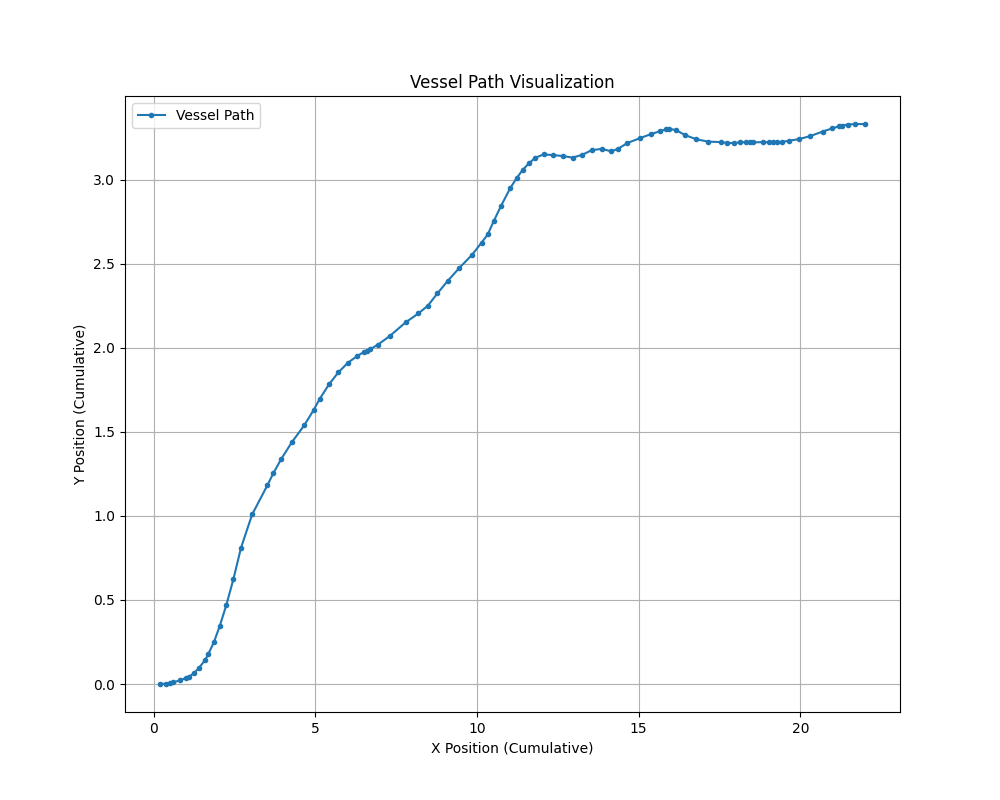 Vessel Path Visualization
Vessel Path
3.0
2.5
2.0
1.5
1.0
0.5
0.0
Y Position (Cumulative)
0 5 10 15 20
X Position (Cumulative)